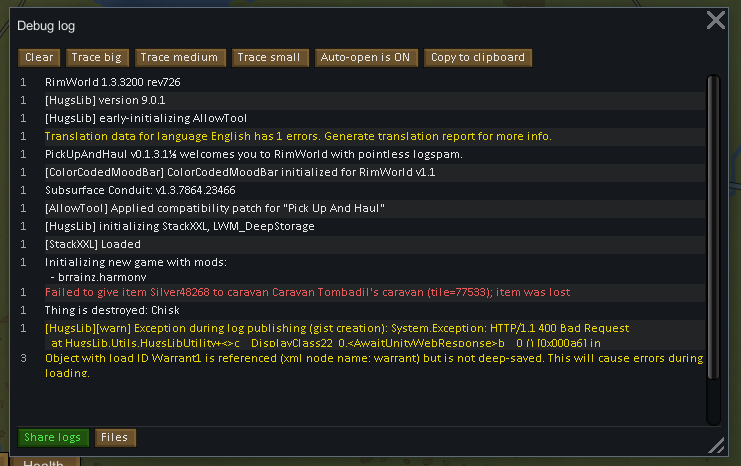 Debug log
Clear Trace big Trace medium Trace small Auto-open is ON Copy to clipboard
1 RimWorld 1.3.3200 rev726
1 [HugsLib] version 9.0.1
1 [HugsLib] early-initializing AllowTool
1 Translation data for language English has 1 errors. Generate translation report for more info.
1 PickUpAndHaul v0.1.3.1¼ welcomes you to RimWorld with pointless logspam.
1 [ColorCodedMoodBar] ColorCodedMoodBar initialized for RimWorld v1.1
1 Subsurface Conduit: v1.3.7864.23466
1 [AllowTool] Applied compatibility patch for "Pick Up And Haul"
1 [HugsLib] initializing StackXXL, LWM_DeepStorage
1 [StackXXL] Loaded
1 Initializing new game with mods:
- brrainz.harmony
1 Failed to give item Silver48268 to caravan Caravan Tombadil's caravan (tile=77533); item was lost
1 Thing is destroyed: Chisk
1 [HugsLib][warn] Exception during log publishing (gist creation): System.Exception: HTTP/1.1 400 Bad Request
at HugsLib.Utils.HugsLibUtility+<>c__DisplayClass22_0.<AwaitUnityWebResponse>b__0 () [0x000a6] in
3 Object with load ID Warrant1 is referenced (xml node name: warrant) but is not deep-saved. This will cause errors during
loading.
Share logs Files
Health